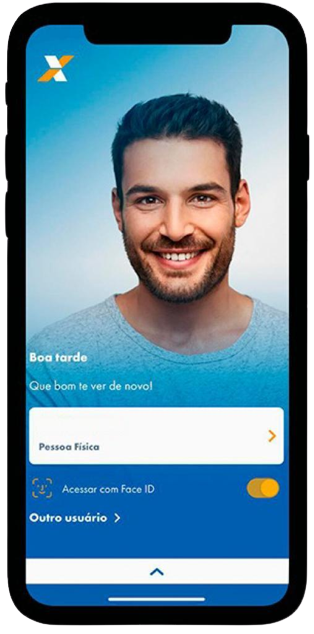 Boa tarde
Que bom te ver de novo!
Pessoa Física
Acessar com Face ID
Outro usuário